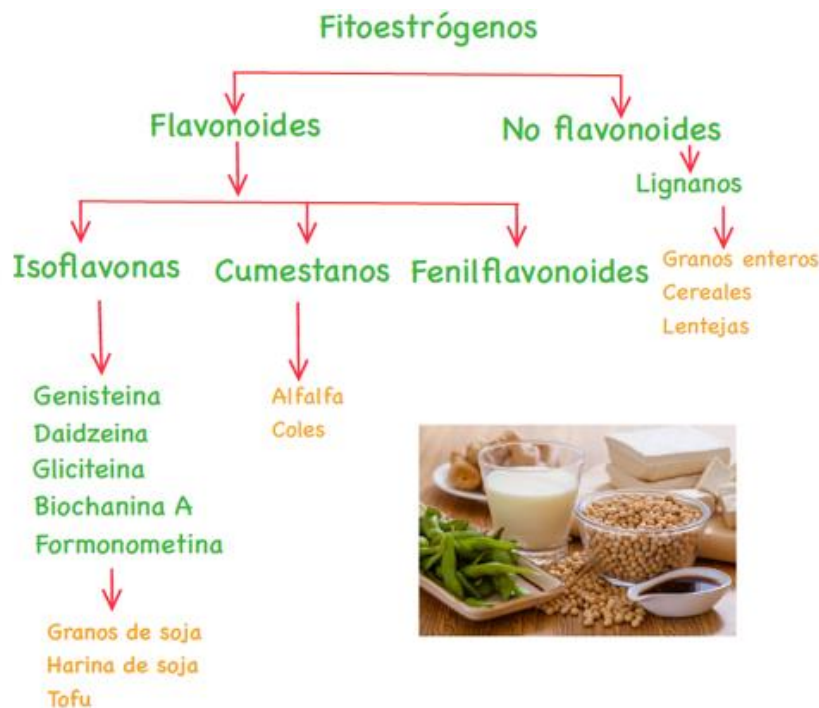 Fitoestrógenos
Flavonoides
No flavonoides
Lignanos
Isoflavonas
Cumestanos
Fenilflavonoides
Granos enteros
Cereales
Lentejas
Genisteina
Daidzeina
Gliciteina
Biochanina A
Formonometina
Alfalfa
Coles
Granos de soja
Harina de soja
Tofu